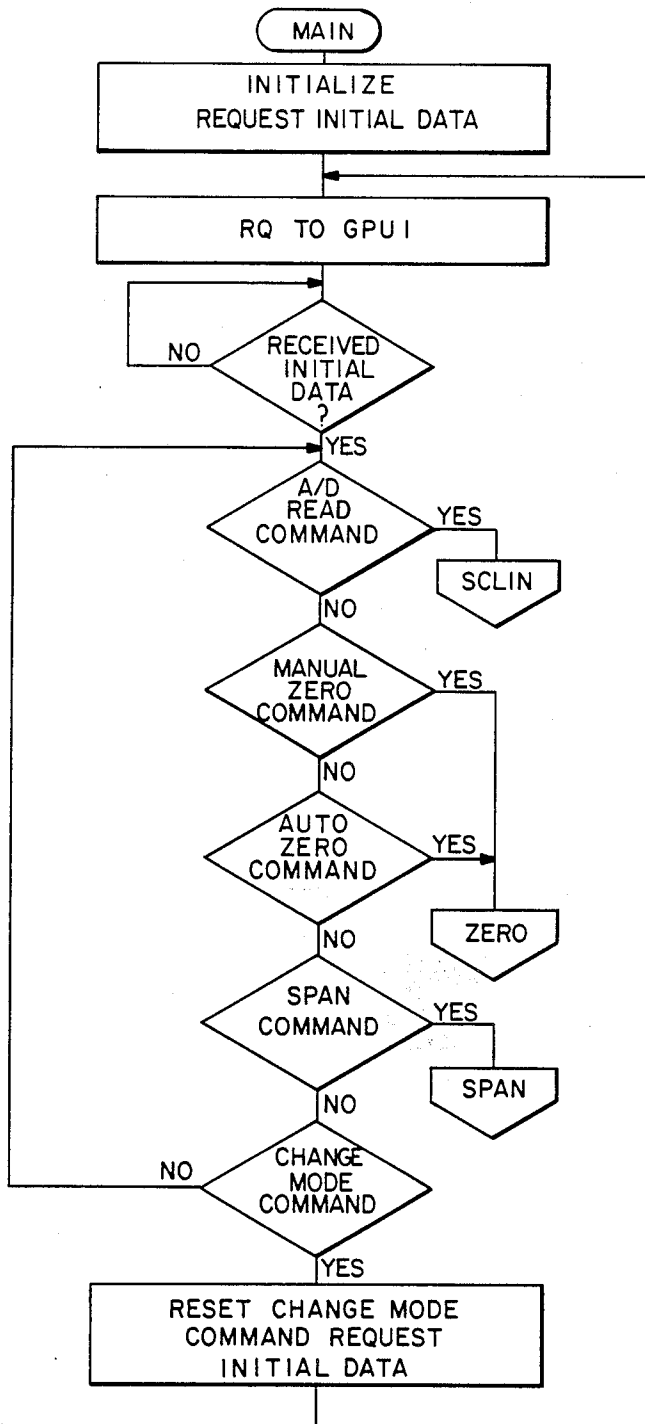 MAIN
INITIALIZE
REQUEST INITIAL DATA
RQ TO GPUI
NO
RECEIVED
INITIAL
DATA
?
YES
A/D
READ
COMMAND
YES
SCLIN
NO
MANUAL
ZERO
COMMAND
YES
NO
AUTO
ZERO
COMMAND
YES
ZERO
NO
SPAN
COMMAND
YES
SPAN
NO
NO
CHANGE
MODE
COMMAND
YES
RESET CHANGE MODE
COMMAND REQUEST
INITIAL DATA